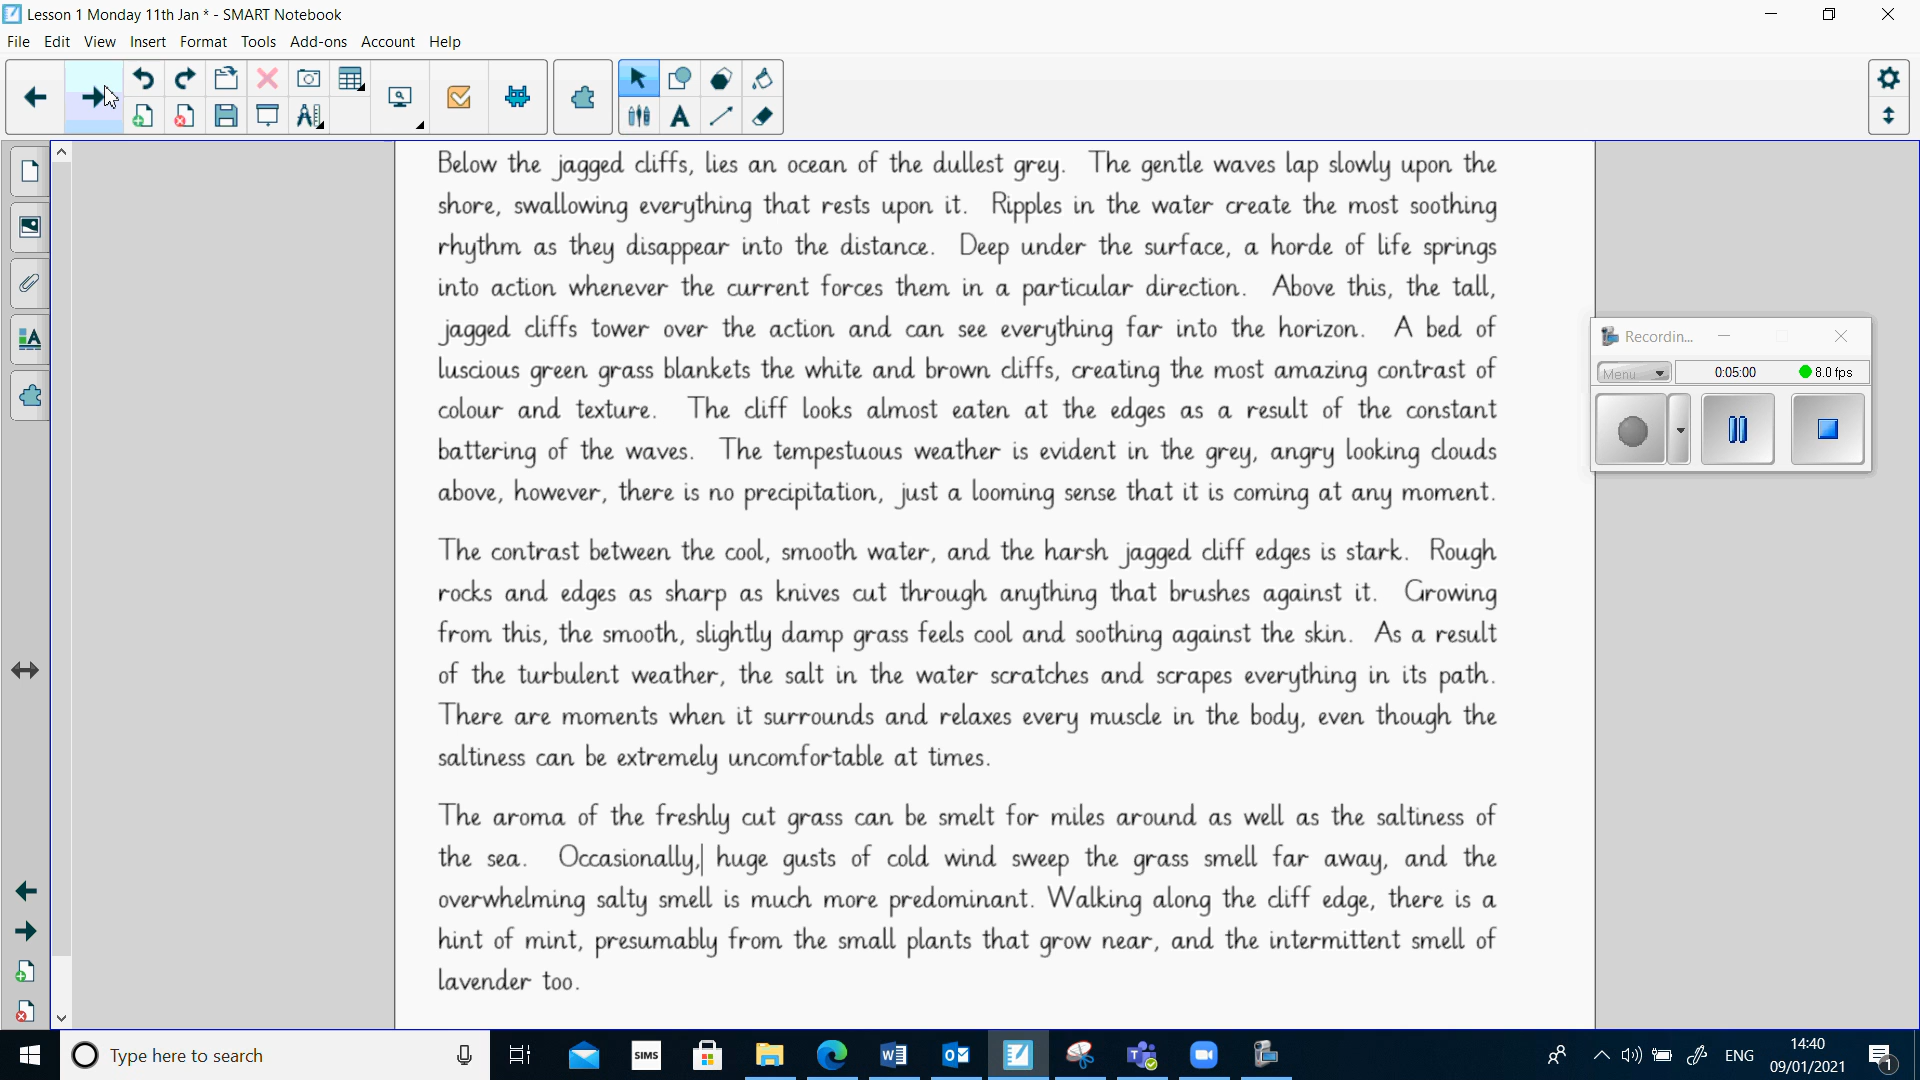 Lesson 1 Monday 11th Jan * - SMART Notebook
File Edit View Insert Format Tools Add-ons Account Help
Below the jagged cliffs, lies an ocean of the dullest grey. The gentle waves lap slowly upon the
shore, swallowing everything that rests upon it. Ripples in the water create the most soothing
rhythm as they disappear into the distance. Deep under the surface, a horde of life springs
into action whenever the current forces them in a particular direction. Above this, the tall,
jagged cliffs tower over the action and can see everything far into the horizon. A bed of
luscious green grass blankets the white and brown cliffs, creating the most amazing contrast of
colour and texture. The cliff looks almost eaten at the edges as a result of the constant
battering of the waves. The tempestuous weather is evident in the grey, angry looking clouds
above, however, there is no precipitation, just a looming sense that it is coming at any moment.
The contrast between the cool, smooth water, and the harsh jagged cliff edges is stark. Rough
rocks and edges as sharp as knives cut through anything that brushes against it. Growing
from this, the smooth, slightly damp grass feels cool and soothing against the skin. As a result
of the turbulent weather, the salt in the water scratches and scrapes everything in its path.
There are moments when it surrounds and relaxes every muscle in the body, even though the
saltiness can be extremely uncomfortable at times.
The aroma of the freshly cut grass can be smelt for miles around as well as the saltiness of
the sea. Occasionally, huge gusts of cold wind sweep the grass smell far away, and the
overwhelming salty smell is much more predominant. Walking along the cliff edge, there is a
hint of mint, presumably from the small plants that grow near, and the intermittent smell of
lavender too.
Recordin...
Menu 0:05:00 8.0 fps
Type here to search
SIMS
ENG
14:40
09/01/2021
1